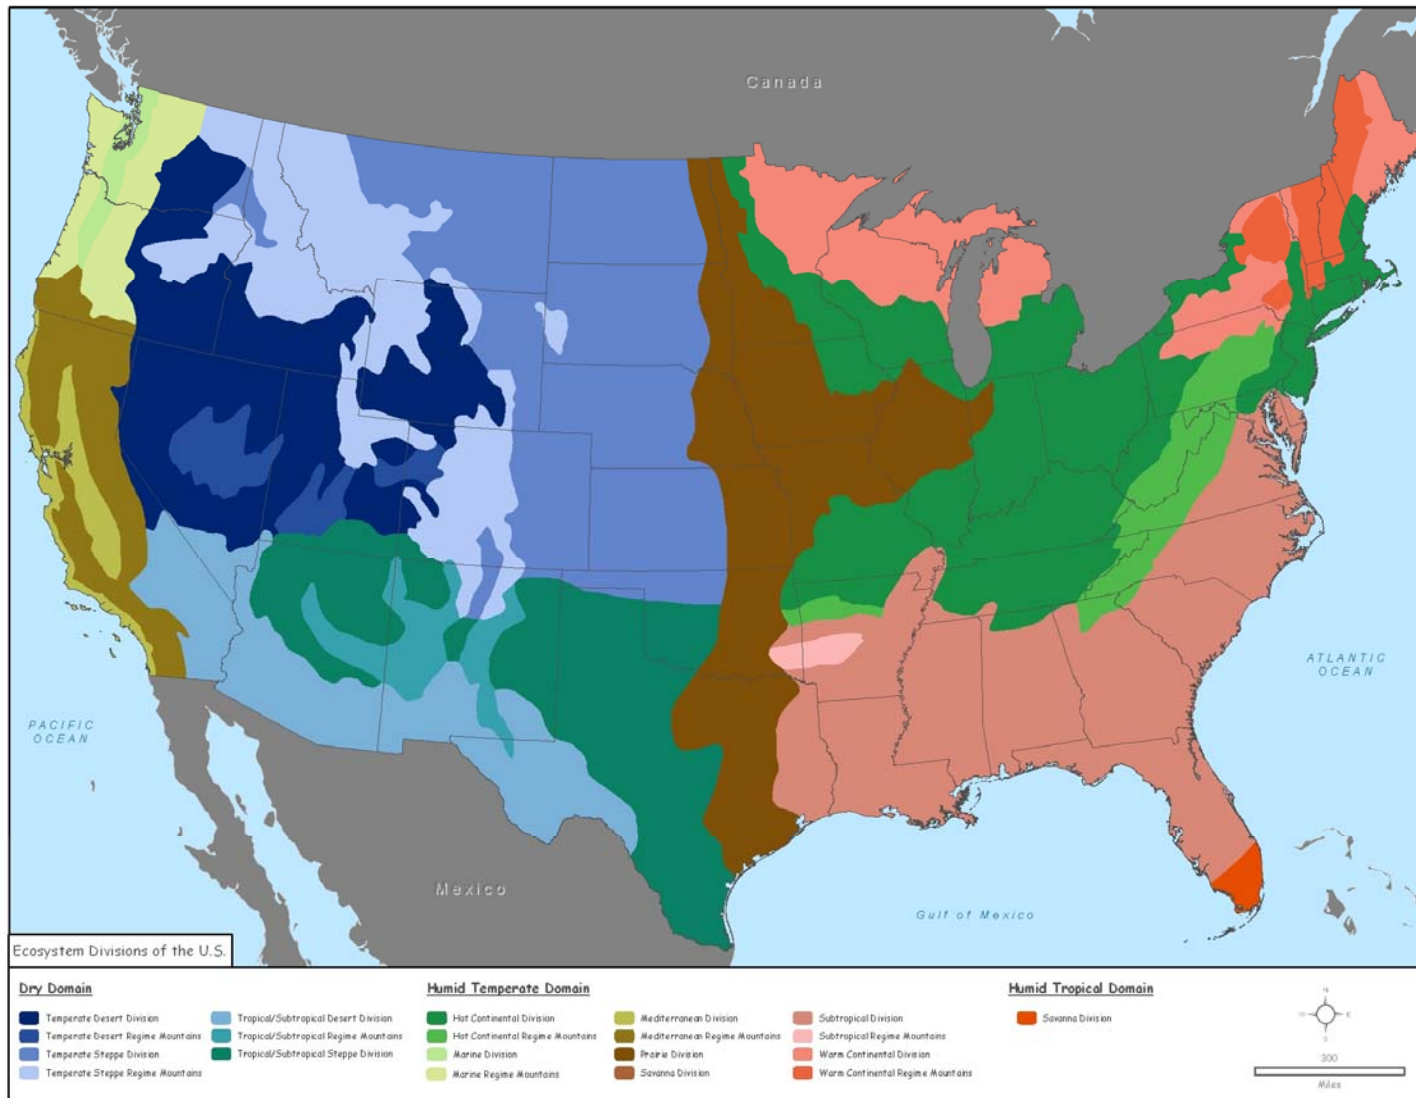 Canada
PACIFIC
OCEAN
ATLANTIC
OCEAN
Mexico
Gulf of Mexico
Ecosystem Divisions of the U.S.
Dry Domain
Temperate Desert Division
Temperate Desert Regime Mountains
Temperate Steppe Division
Temperate Steppe Regime Mountains
Tropical/Subtropical Desert Division
Tropical/Subtropical Regime Mountains
Tropical/Subtropical Steppe Division
Humid Temperate Domain
Hot Continental Division
Hot Continental Regime Mountains
Marine Division
Marine Regime Mountains
Mediterranean Division
Mediterranean Regime Mountains
Prairie Division
Savanna Division
Subtropical Division
Subtropical Regime Mountains
Warm Continental Division
Warm Continental Regime Mountains
Humid Tropical Domain
Savanna Division
N
W E
S
300
Miles